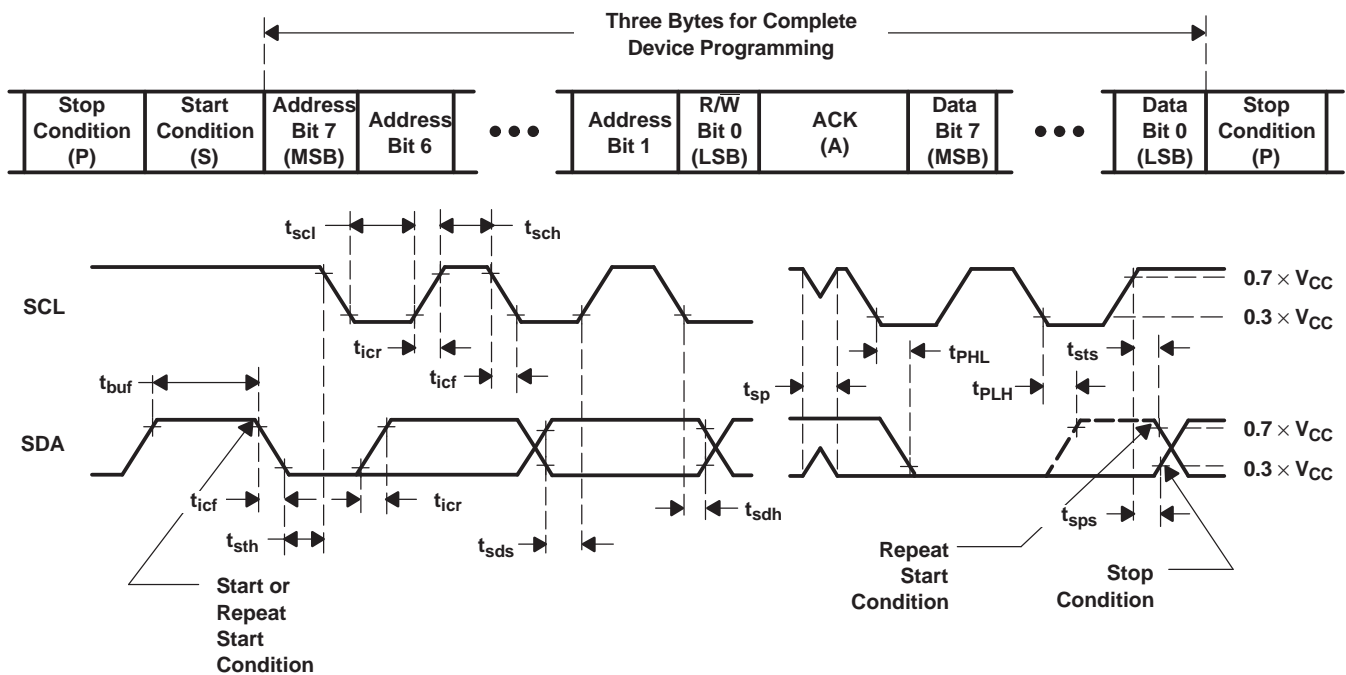 Three Bytes for Complete
Device Programming
Stop
Condition
(P)
Start
Condition
(S)
Address
Bit 7
(MSB)
Address
Bit 6
•••
Address
Bit 1
R/W̅
Bit 0
(LSB)
ACK
(A)
Data
Bit 7
(MSB)
•••
Data
Bit 0
(LSB)
Stop
Condition
(P)
tscl
tsch
SCL
0.7 × VCC
0.3 × VCC
ticr
ticf
tPHL
tsts
tbuf
tsp
tPLH
SDA
0.7 × VCC
0.3 × VCC
ticf
ticr
tsth
tsds
tsdh
tsps
Start or
Repeat
Start
Condition
Repeat
Start
Condition
Stop
Condition